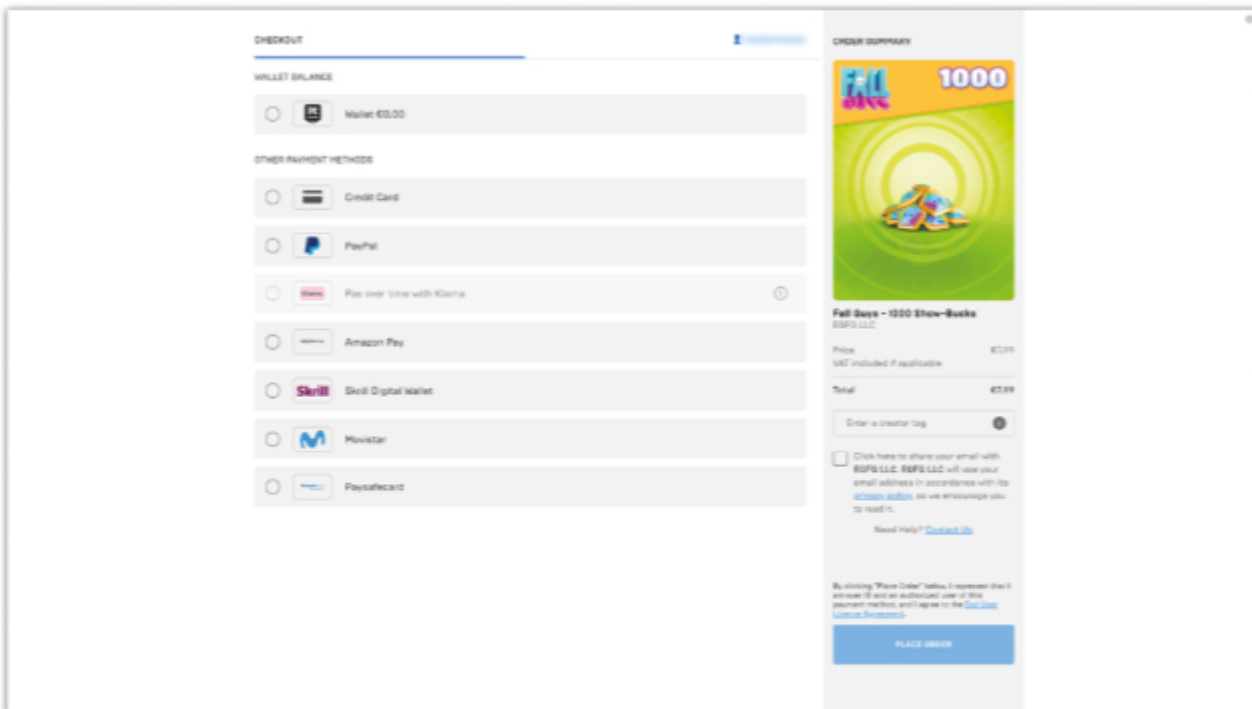 CHECKOUT
WALLET BALANCE
Wallet €0.00
OTHER PAYMENT METHODS
Credit Card
PayPal
Klarna
Pay over time with Klarna
Amazon Pay
Skrill
Skrill Digital Wallet
Movistar
Paysafecard
ORDER SUMMARY
FALL
GUYS
1000
Fall Guys - 1000 Show-Bucks
Price €7.99
VAT included if applicable
Total €7.99
Enter a creator tag
Click here to share your email with
LLC. LLC will use your
email address in accordance with its
privacy policy, so we encourage you
to read it.
Need Help? Contact Us
By clicking "Place Order" below, I represent that I
am over 18 and an authorized user of this
payment method, and I agree to the End User
License Agreement.
PLACE ORDER